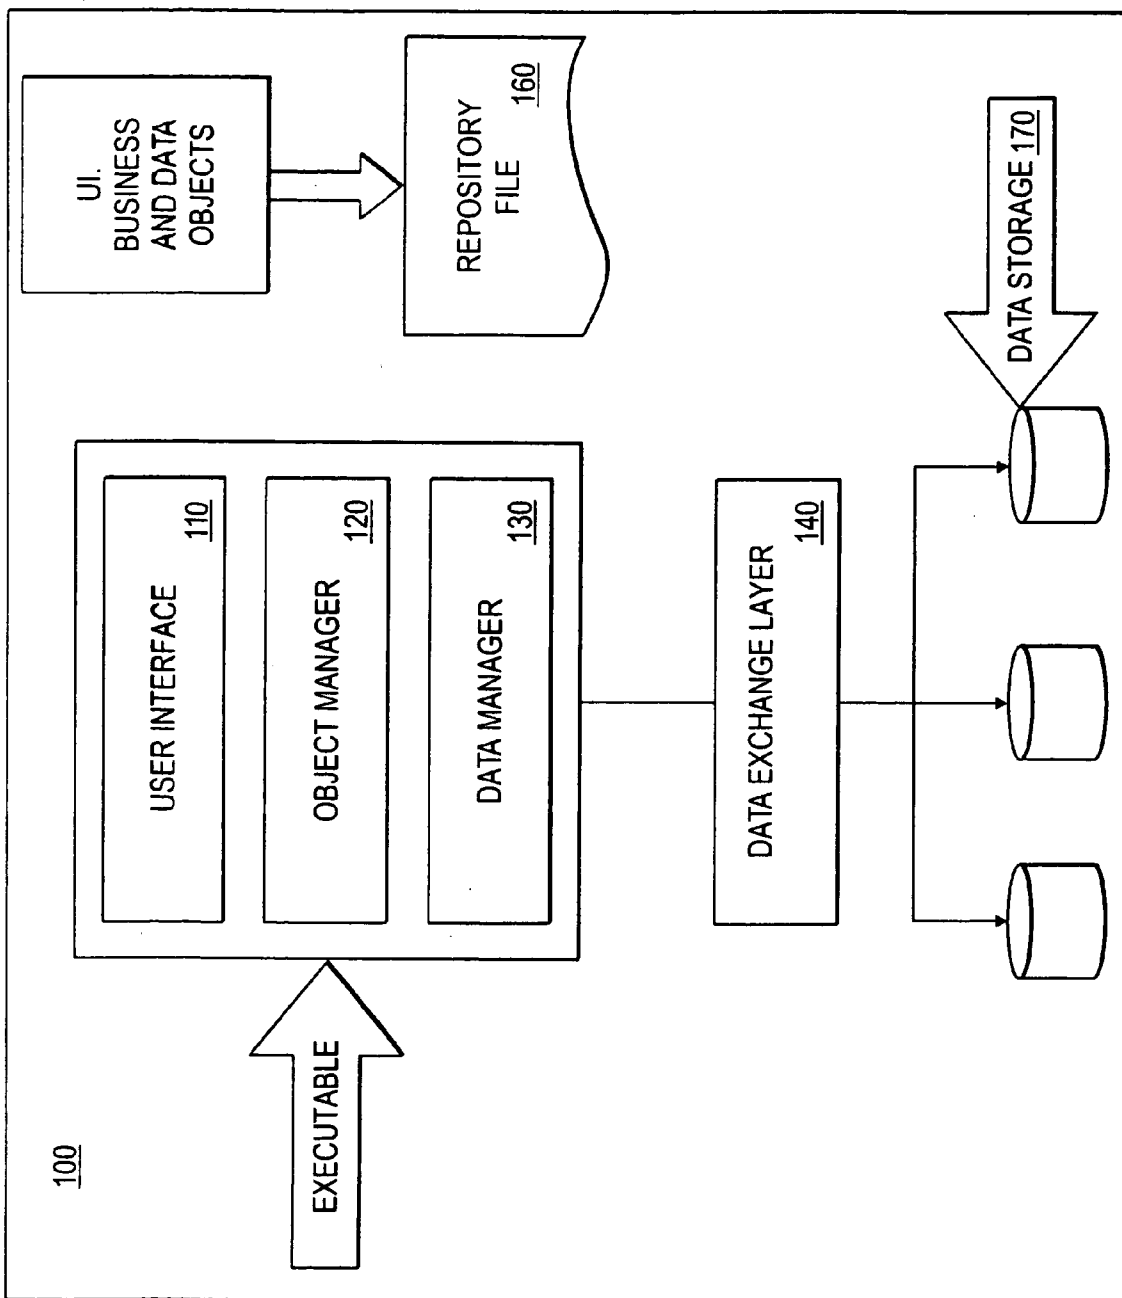 100
EXECUTABLE
USER INTERFACE
110
OBJECT MANAGER
120
DATA MANAGER
130
DATA EXCHANGE LAYER
140
UI.
BUSINESS
AND DATA
OBJECTS
REPOSITORY
FILE
160
DATA STORAGE 170